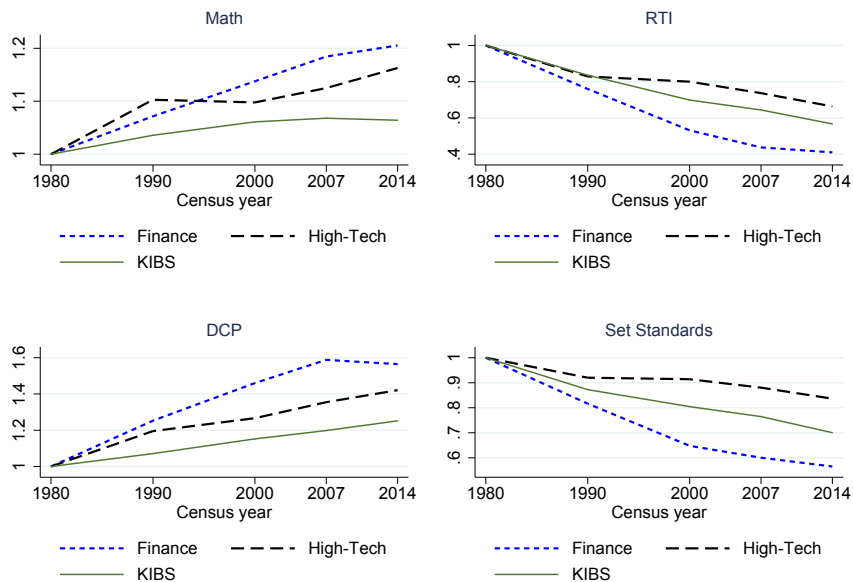 Math
1 1.1 1.2
1980 1990 2000 2007 2014
Census year
Finance High-Tech
KIBS
RTI
.4 .6 .8 1
1980 1990 2000 2007 2014
Census year
Finance High-Tech
KIBS
DCP
1 1.2 1.4 1.6
1980 1990 2000 2007 2014
Census year
Finance High-Tech
KIBS
Set Standards
.6 .7 .8 .9 1
1980 1990 2000 2007 2014
Census year
Finance High-Tech
KIBS